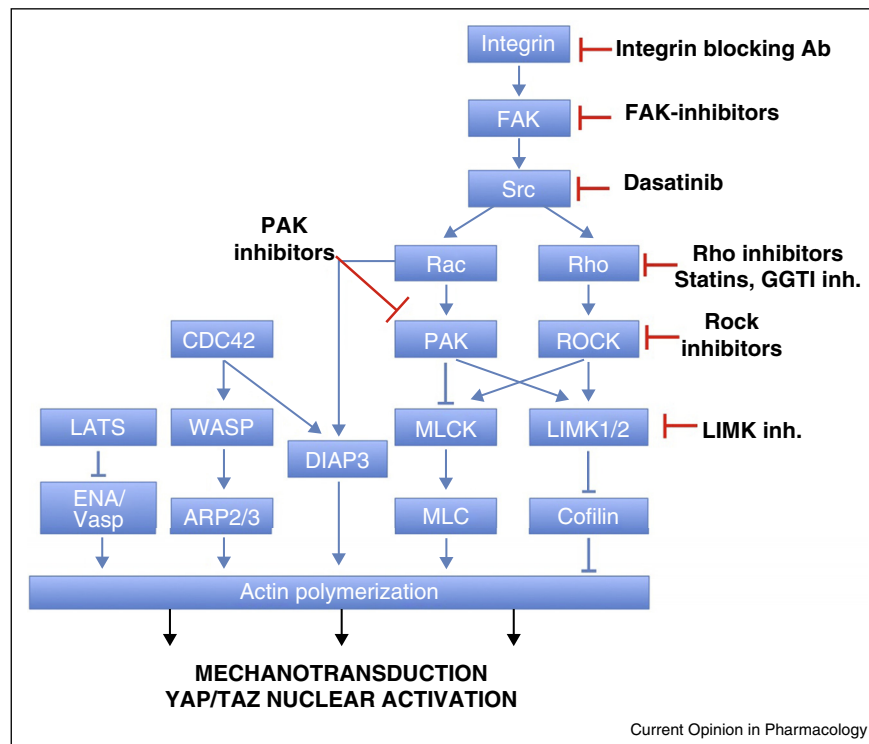 Integrin
Integrin blocking Ab
FAK
FAK-inhibitors
Src
Dasatinib
PAK
inhibitors
Rac
Rho
Rho inhibitors
Statins, GGTI inh.
CDC42
PAK
ROCK
Rock
inhibitors
LATS
WASP
DIAP3
MLCK
LIMK1/2
LIMK inh.
ENA/
Vasp
ARP2/3
MLC
Cofilin
Actin polymerization
MECHANOTRANSDUCTION
YAP/TAZ NUCLEAR ACTIVATION
Current Opinion in Pharmacology